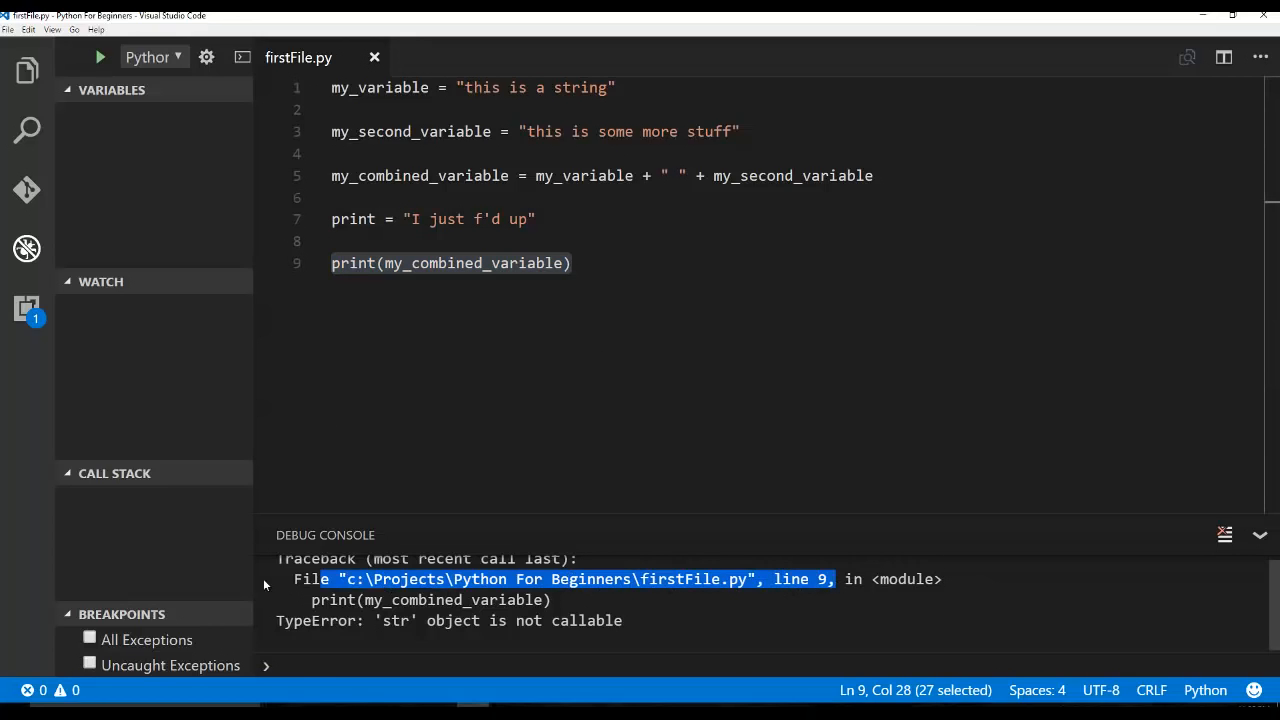 firstFile.py - Python For Beginners - Visual Studio Code
File Edit View Go Help
Python
firstFile.py
VARIABLES
WATCH
CALL STACK
BREAKPOINTS
All Exceptions
Uncaught Exceptions
1 my_variable = "this is a string"
2
3 my_second_variable = "this is some more stuff"
4
5 my_combined_variable = my_variable + " " + my_second_variable
6
7 print = "I just f'd up"
8
9 print(my_combined_variable)
1
DEBUG CONSOLE
Traceback (most recent call last):
File "c:\Projects\Python For Beginners\firstFile.py", line 9, in <module>
print(my_combined_variable)
TypeError: 'str' object is not callable
0 0
Ln 9, Col 28 (27 selected) Spaces: 4 UTF-8 CRLF Python